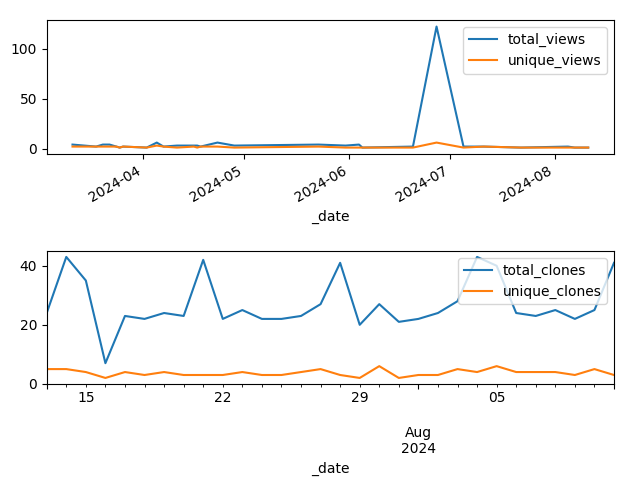 100
50
0
total_views
unique_views
2024-04
2024-05
2024-06
2024-07
2024-08
_date
40
20
0
total_clones
unique_clones
15
22
29
05
Aug
2024
_date